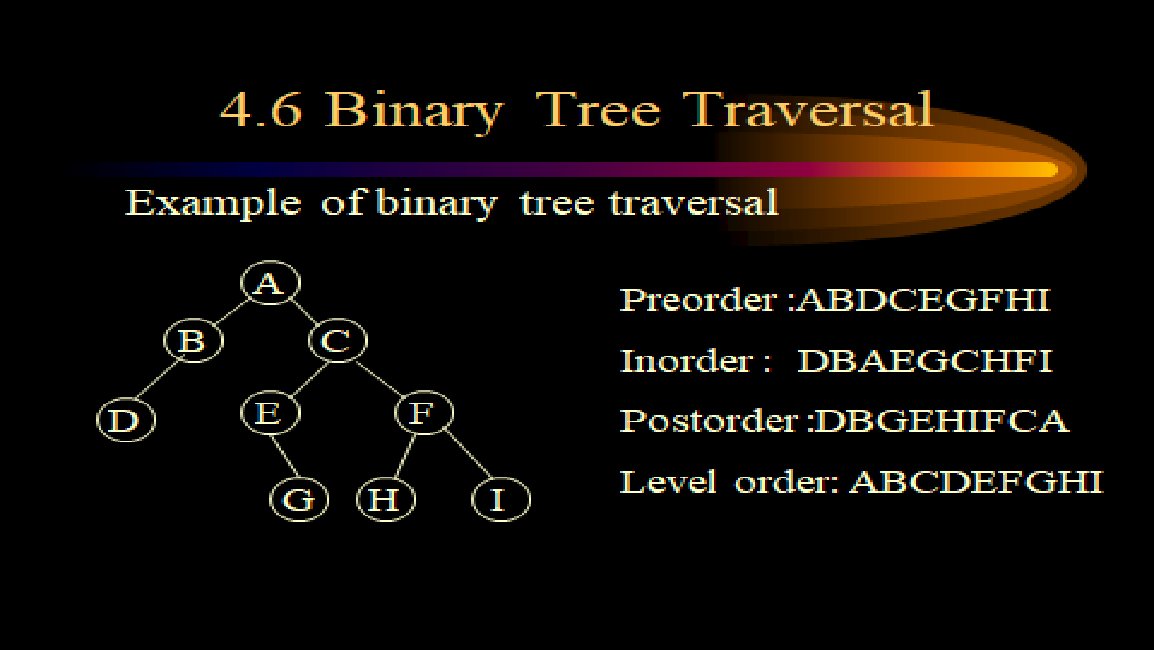 4.6 Binary Tree Traversal
Example of binary tree traversal
A
B C
D E F
G H I
Preorder :ABDCEGFHI
Inorder : DBAEGCHFI
Postorder :DBGEHIFCA
Level order: ABCDEFGHI